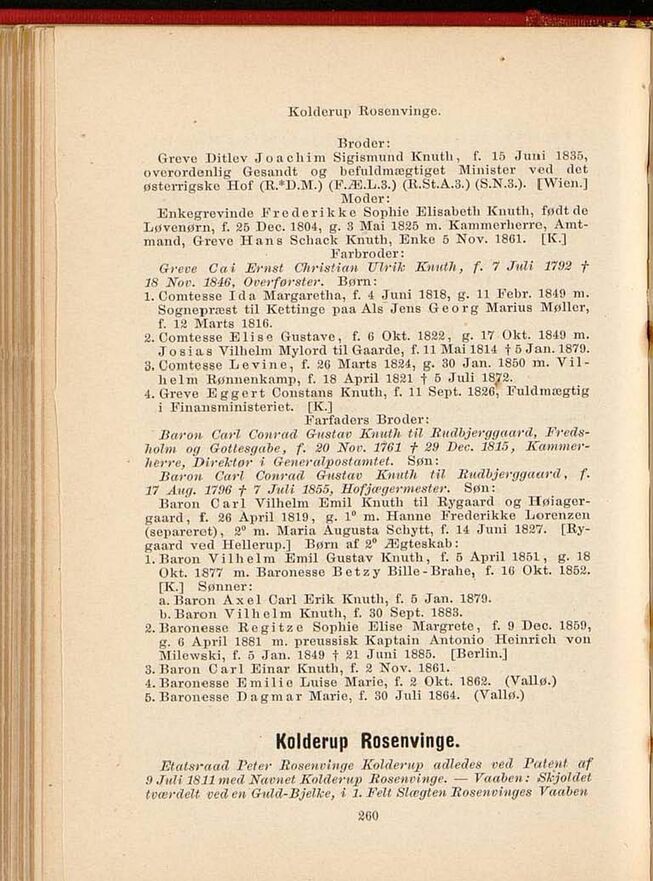 Kolderup Rosenvinge.
Broder:
Greve Ditlev Joachim Sigismund Knuth, f. 15 Juni 1835,
overordenlig Gesandt og befuldmægtiget Minister ved det
østerrigske Hof (R.*D.M.) (F.Æ.L.3.) (R.St.A.3.) (S.N.3.). [Wien.]
Moder:
Enkegrevinde Frederikke Sophie Elisabeth Knuth, født de
Løvenørn, f. 25 Dec. 1804, g. 3 Mai 1825 m. Kammerherre, Amt-
mand, Greve Hans Schack Knuth, Enke 5 Nov. 1861. [K.]
Farbroder:
Greve Cai Ernst Christian Ulrik Knuth, f. 7 Juli 1792 †
18 Nov. 1846, Overførster. Børn:
1. Comtesse Ida Margaretha, f. 4 Juni 1818, g. 11 Febr. 1849 m.
Sognepræst til Kettinge paa Als Jens Georg Marius Møller,
f. 12 Marts 1816.
2. Comtesse Elise Gustave, f. 6 Okt. 1822, g. 17 Okt. 1849 m.
Josias Vilhelm Mylord til Gaarde, f. 11 Mai 1814 † 5 Jan. 1879.
3. Comtesse Levine, f. 26 Marts 1824, g. 30 Jan. 1850 m. Vil-
helm Rønnenkamp, f. 18 April 1821 † 5 Juli 1872.
4. Greve Eggert Constans Knuth, f. 11 Sept. 1826, Fuldmægtig
i Finansministeriet. [K.]
Farfaders Broder:
Baron Carl Conrad Gustav Knuth til Rudbjerggaard, Freds-
holm og Gottesgabe, f. 20 Nov. 1761 † 29 Dec. 1815, Kammer-
herre, Direktør i Generalpostamtet. Søn:
Baron Carl Conrad Gustav Knuth til Rudbjerggaard, f.
17 Aug. 1796 † 7 Juli 1855, Hofjægermester. Søn:
Baron Carl Vilhelm Emil Knuth til Rygaard og Høiager-
gaard, f. 26 April 1819, g. 1° m. Hanne Frederikke Lorenzen
(separeret), 2° m. Maria Augusta Schytt, f. 14 Juni 1827. [Ry-
gaard ved Hellerup.] Børn af 2° Ægteskab:
1. Baron Vilhelm Emil Gustav Knuth, f. 5 April 1851, g. 18
Okt. 1877 m. Baronesse Betzy Bille-Brahe, f. 16 Okt. 1852.
[K.] Sønner:
a. Baron Axel Carl Erik Knuth, f. 5 Jan. 1879.
b. Baron Vilhelm Knuth, f. 30 Sept. 1883.
2. Baronesse Regitze Sophie Elise Margrete, f. 9 Dec. 1859,
g. 6 April 1881 m. preussisk Kaptain Antonio Heinrich von
Milewski, f. 5 Jan. 1849 † 21 Juni 1885. [Berlin.]
3. Baron Carl Einar Knuth, f. 2 Nov. 1861.
4. Baronesse Emilie Luise Marie, f. 2 Okt. 1862. (Vallø.)
5. Baronesse Dagmar Marie, f. 30 Juli 1864. (Vallø.)
Kolderup Rosenvinge.
Etatsraad Peter Rosenvinge Kolderup adledes ved Patent af
9 Juli 1811 med Navnet Kolderup Rosenvinge. — Vaaben: Skjoldet
tværdelt ved en Guld-Bjelke, i 1. Felt Slægten Rosenvinges Vaaben
260